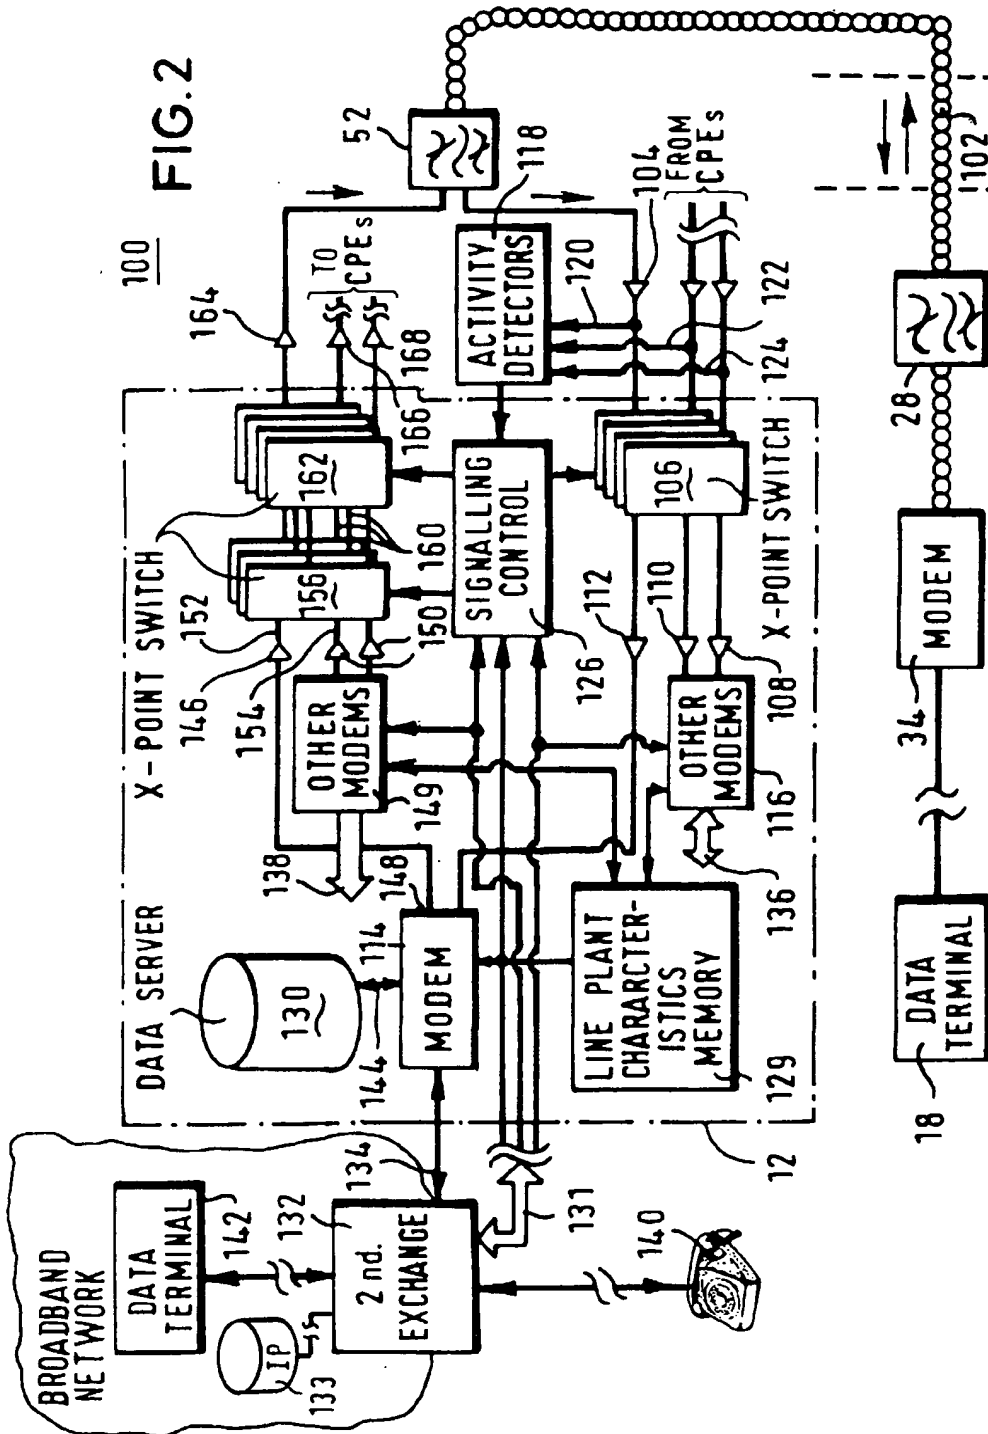 FIG.2
100
BROADBAND
NETWORK
DATA
TERMINAL
142
132
IP
133
2nd.
EXCHANGE
134
131
140
12
DATA SERVER
130
144
114
MODEM
148
138
OTHER
MODEMS
149
X-POINT SWITCH
146
152
154
150
156
160
162
164
166
168
TO
CPEs
52
ACTIVITY
DETECTORS
118
120
104
FROM
CPEs
122
124
SIGNALLING
CONTROL
126
106
X-POINT SWITCH
112
110
108
OTHER
MODEMS
116
136
LINE PLANT
CHARARCTER-
ISTICS
MEMORY
129
DATA
TERMINAL
18
MODEM
34
28
102